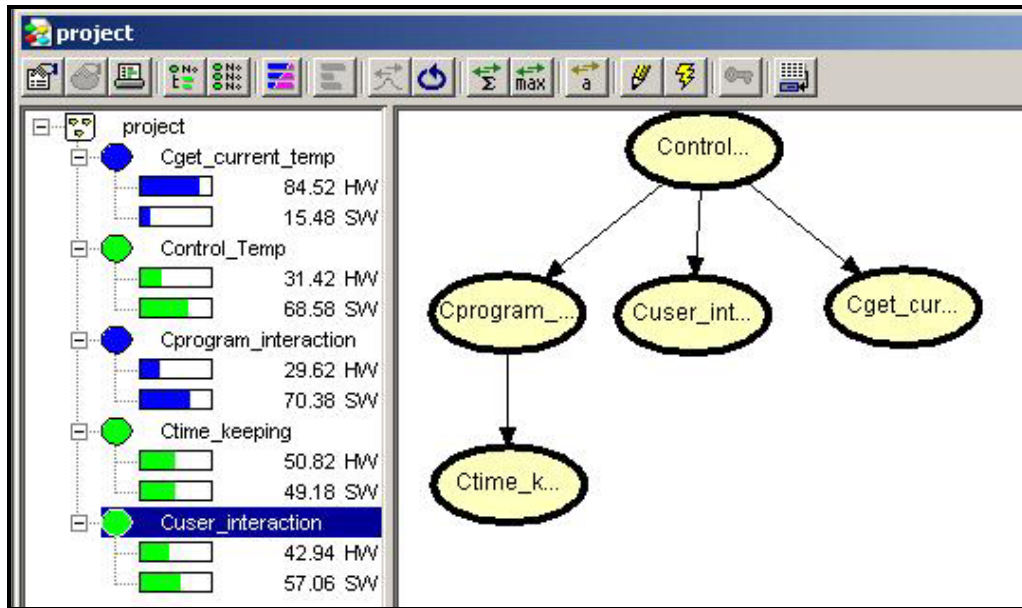 project
Σ
max
a
project
Cget_current_temp
84.52 HW
15.48 SW
Control_Temp
31.42 HW
68.58 SW
Cprogram_interaction
29.62 HW
70.38 SW
Ctime_keeping
50.82 HW
49.18 SW
Cuser_interaction
42.94 HW
57.06 SW
Control...
Cprogram_...
Cuser_int...
Cget_cur...
Ctime_k...